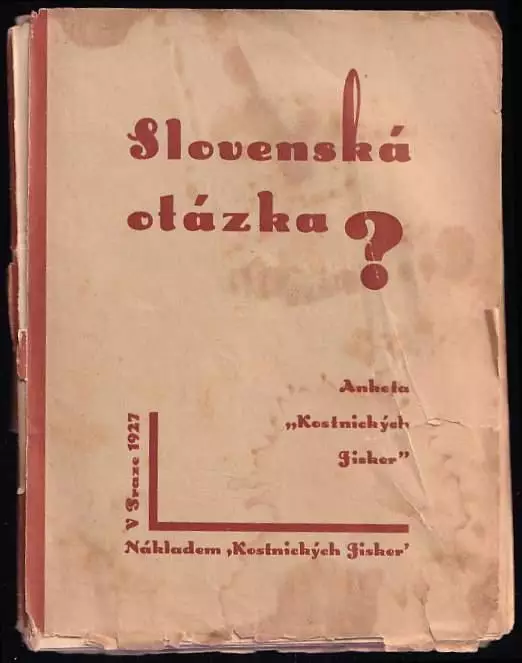 Slovenská
otázka?
Anketa
„Kostnických
Jisker”
V Praze 1927
Nákladem ‚Kostnických Jisker’